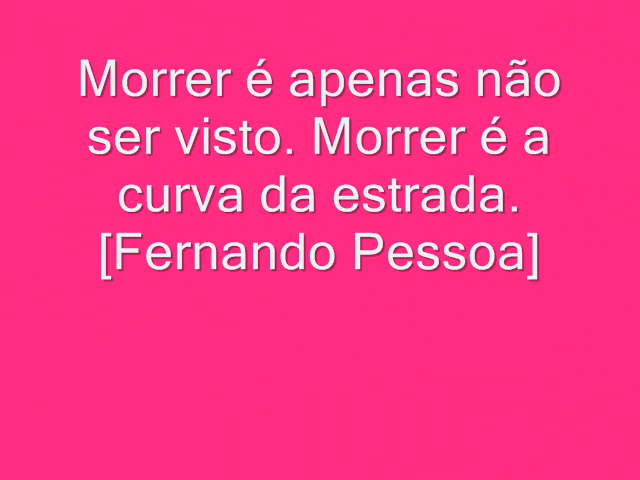 Morrer é apenas não
ser visto. Morrer é a
curva da estrada.
[Fernando Pessoa]